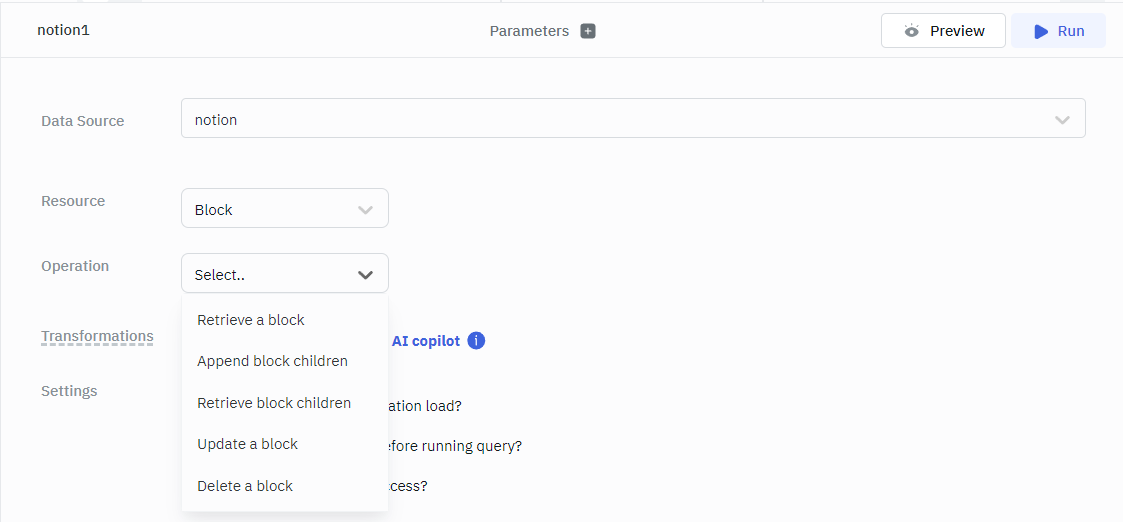 notion1
Parameters
Preview
Run
Data Source
notion
Resource
Block
Operation
Select..
Retrieve a block
Transformations
AI copilot
Append block children
Settings
Retrieve block children
ation load?
Update a block
efore running query?
Delete a block
ccess?